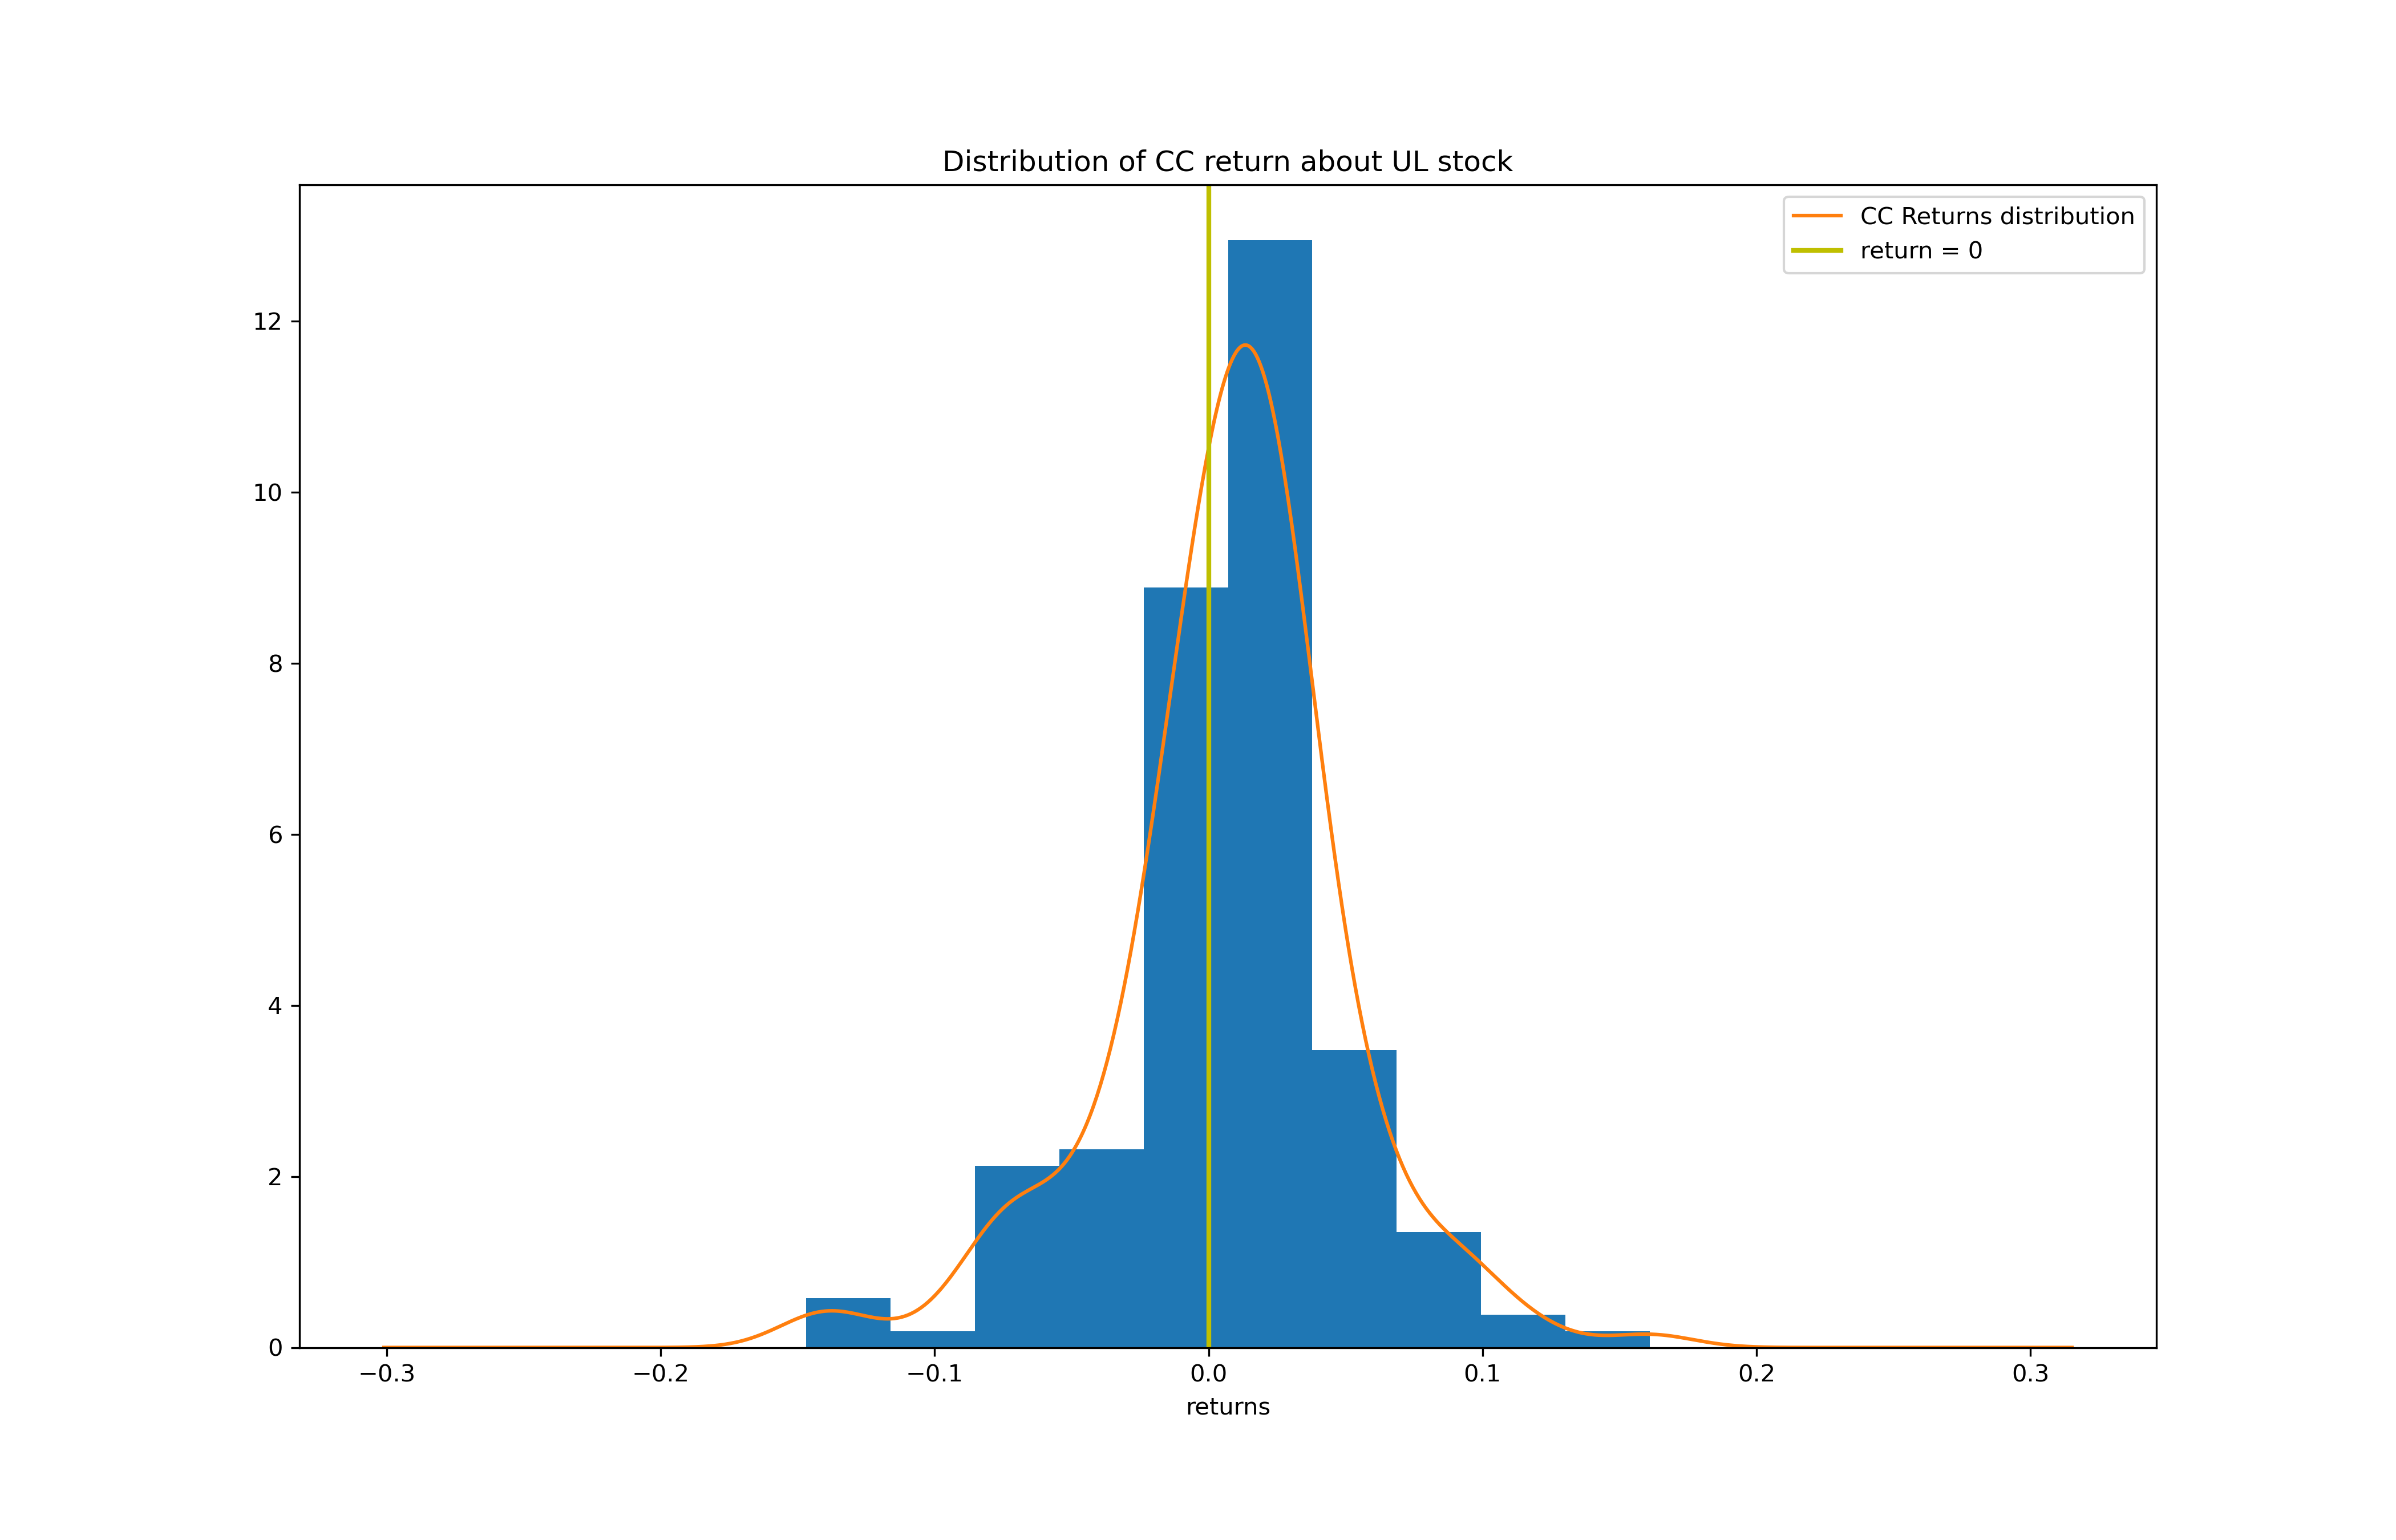 Distribution of CC return about UL stock
CC Returns distribution
return = 0
12
10
8
6
4
2
0
−0.3 −0.2 −0.1 0.0 0.1 0.2 0.3
returns